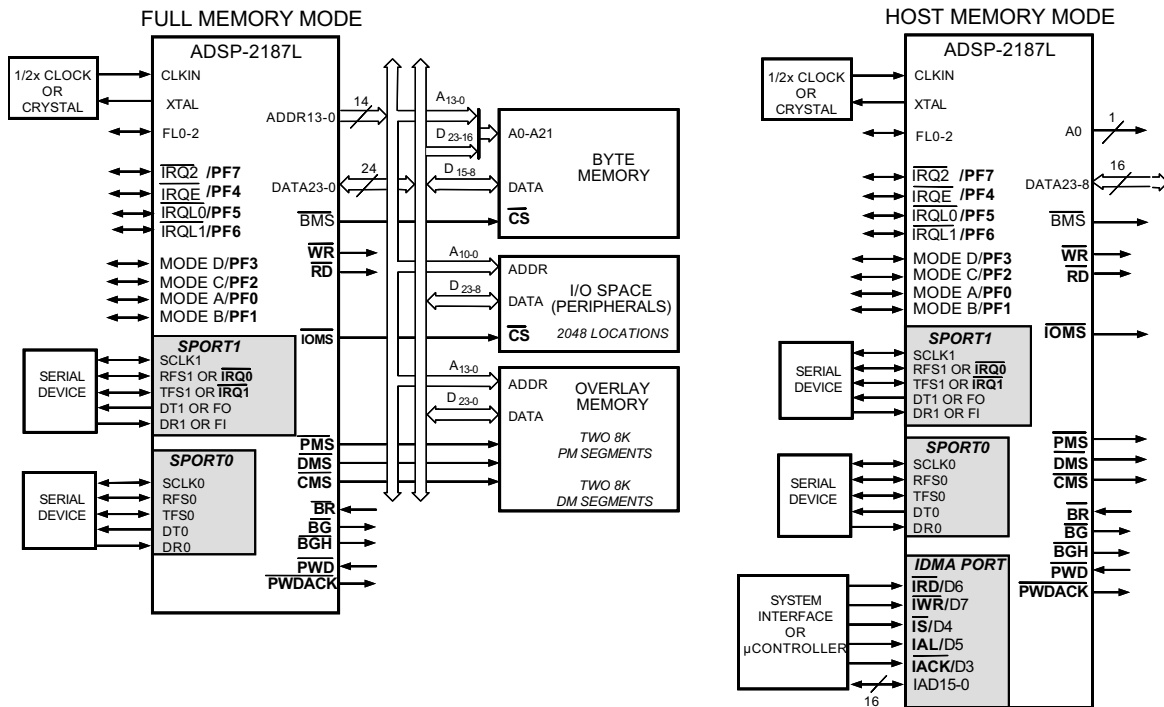 FULL MEMORY MODE
ADSP-2187L
1/2x CLOCK
OR
CRYSTAL
CLKIN
XTAL
FL0-2
IRQ2 /PF7
IRQE /PF4
IRQL0/PF5
IRQL1/PF6
MODE D/PF3
MODE C/PF2
MODE A/PF0
MODE B/PF1
SERIAL
DEVICE
SPORT1
SCLK1
RFS1 OR IRQ0
TFS1 OR IRQ1
DT1 OR FO
DR1 OR FI
SERIAL
DEVICE
SPORT0
SCLK0
RFS0
TFS0
DT0
DR0
ADDR13-0
14
DATA23-0
24
BMS
WR
RD
IOMS
PMS
DMS
CMS
BR
BG
BGH
PWD
PWDACK
A13-0
D23-16
D15-8
A0-A21
BYTE
MEMORY
DATA
CS
A10-0
D23-8
ADDR
I/O SPACE
(PERIPHERALS)
DATA
2048 LOCATIONS
CS
A13-0
D23-0
ADDR
OVERLAY
MEMORY
DATA
TWO 8K
PM SEGMENTS
TWO 8K
DM SEGMENTS
HOST MEMORY MODE
ADSP-2187L
1/2x CLOCK
OR
CRYSTAL
CLKIN
XTAL
FL0-2
IRQ2 /PF7
IRQE /PF4
IRQL0/PF5
IRQL1/PF6
MODE D/PF3
MODE C/PF2
MODE A/PF0
MODE B/PF1
SERIAL
DEVICE
SPORT1
SCLK1
RFS1 OR IRQ0
TFS1 OR IRQ1
DT1 OR FO
DR1 OR FI
SERIAL
DEVICE
SPORT0
SCLK0
RFS0
TFS0
DT0
DR0
SYSTEM
INTERFACE
OR
µCONTROLLER
IDMA PORT
IRD/D6
IWR/D7
IS/D4
IAL/D5
IACK/D3
IAD15-0
16
A0
1
DATA23-8
16
BMS
WR
RD
IOMS
PMS
DMS
CMS
BR
BG
BGH
PWD
PWDACK